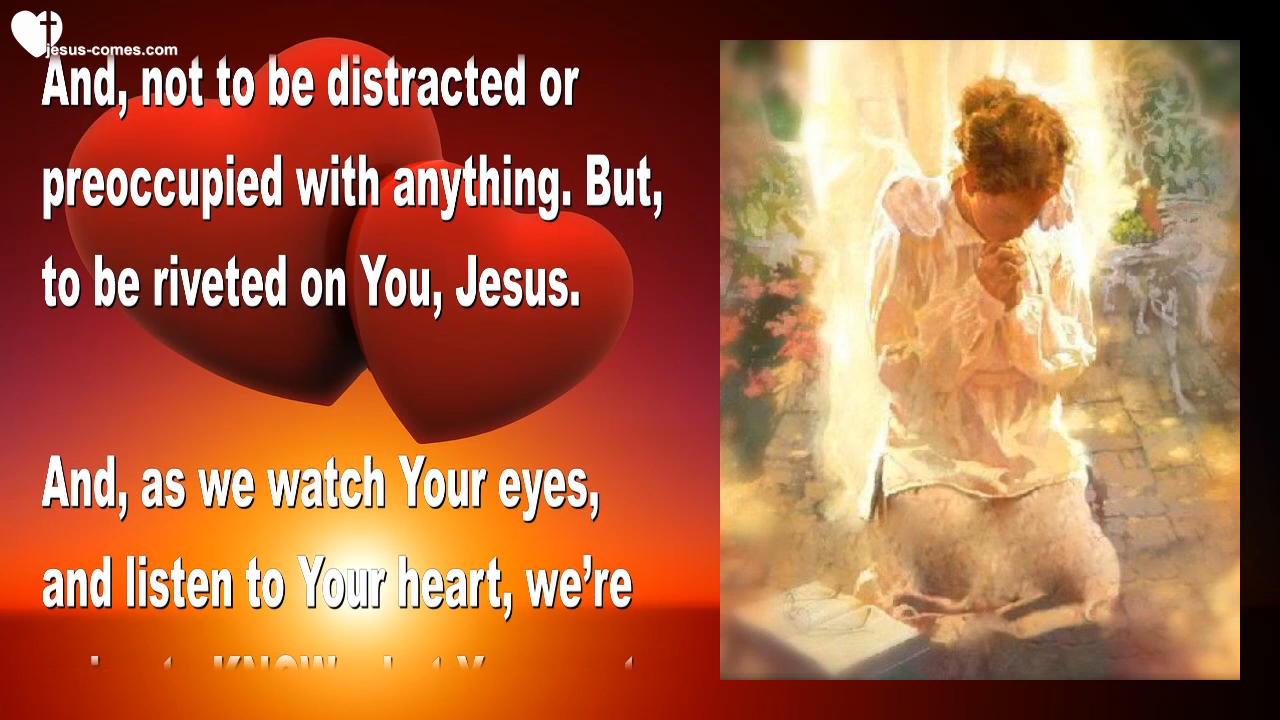 jesus-comes.com
And, not to be distracted or
preoccupied with anything. But,
to be riveted on You, Jesus.
And, as we watch Your eyes,
and listen to Your heart, we’re
KNOW